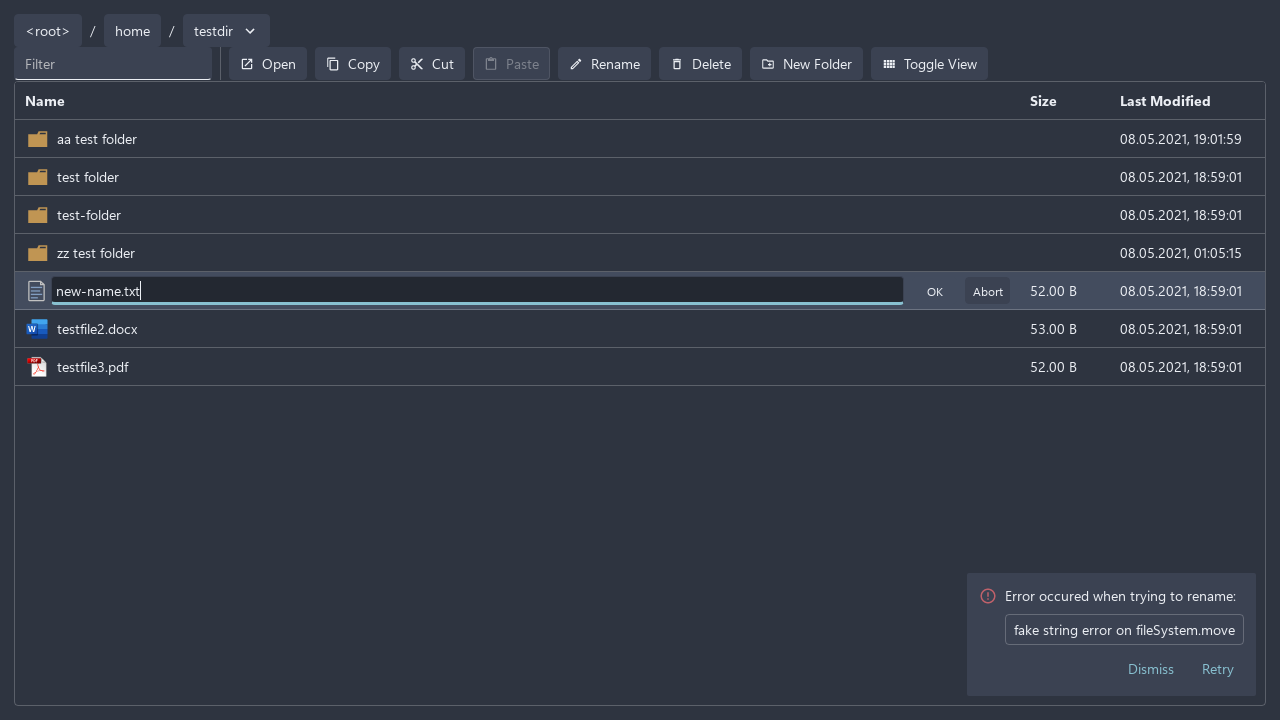 <root> / home / testdir
Filter Open Copy Cut Paste Rename Delete New Folder Toggle View
Name Size Last Modified
aa test folder 08.05.2021, 19:01:59
test folder 08.05.2021, 18:59:01
test-folder 08.05.2021, 18:59:01
zz test folder 08.05.2021, 01:05:15
new-name.txt OK Abort 52.00 B 08.05.2021, 18:59:01
W testfile2.docx 53.00 B 08.05.2021, 18:59:01
PDF testfile3.pdf 52.00 B 08.05.2021, 18:59:01
Error occured when trying to rename:
fake string error on fileSystem.move
Dismiss Retry